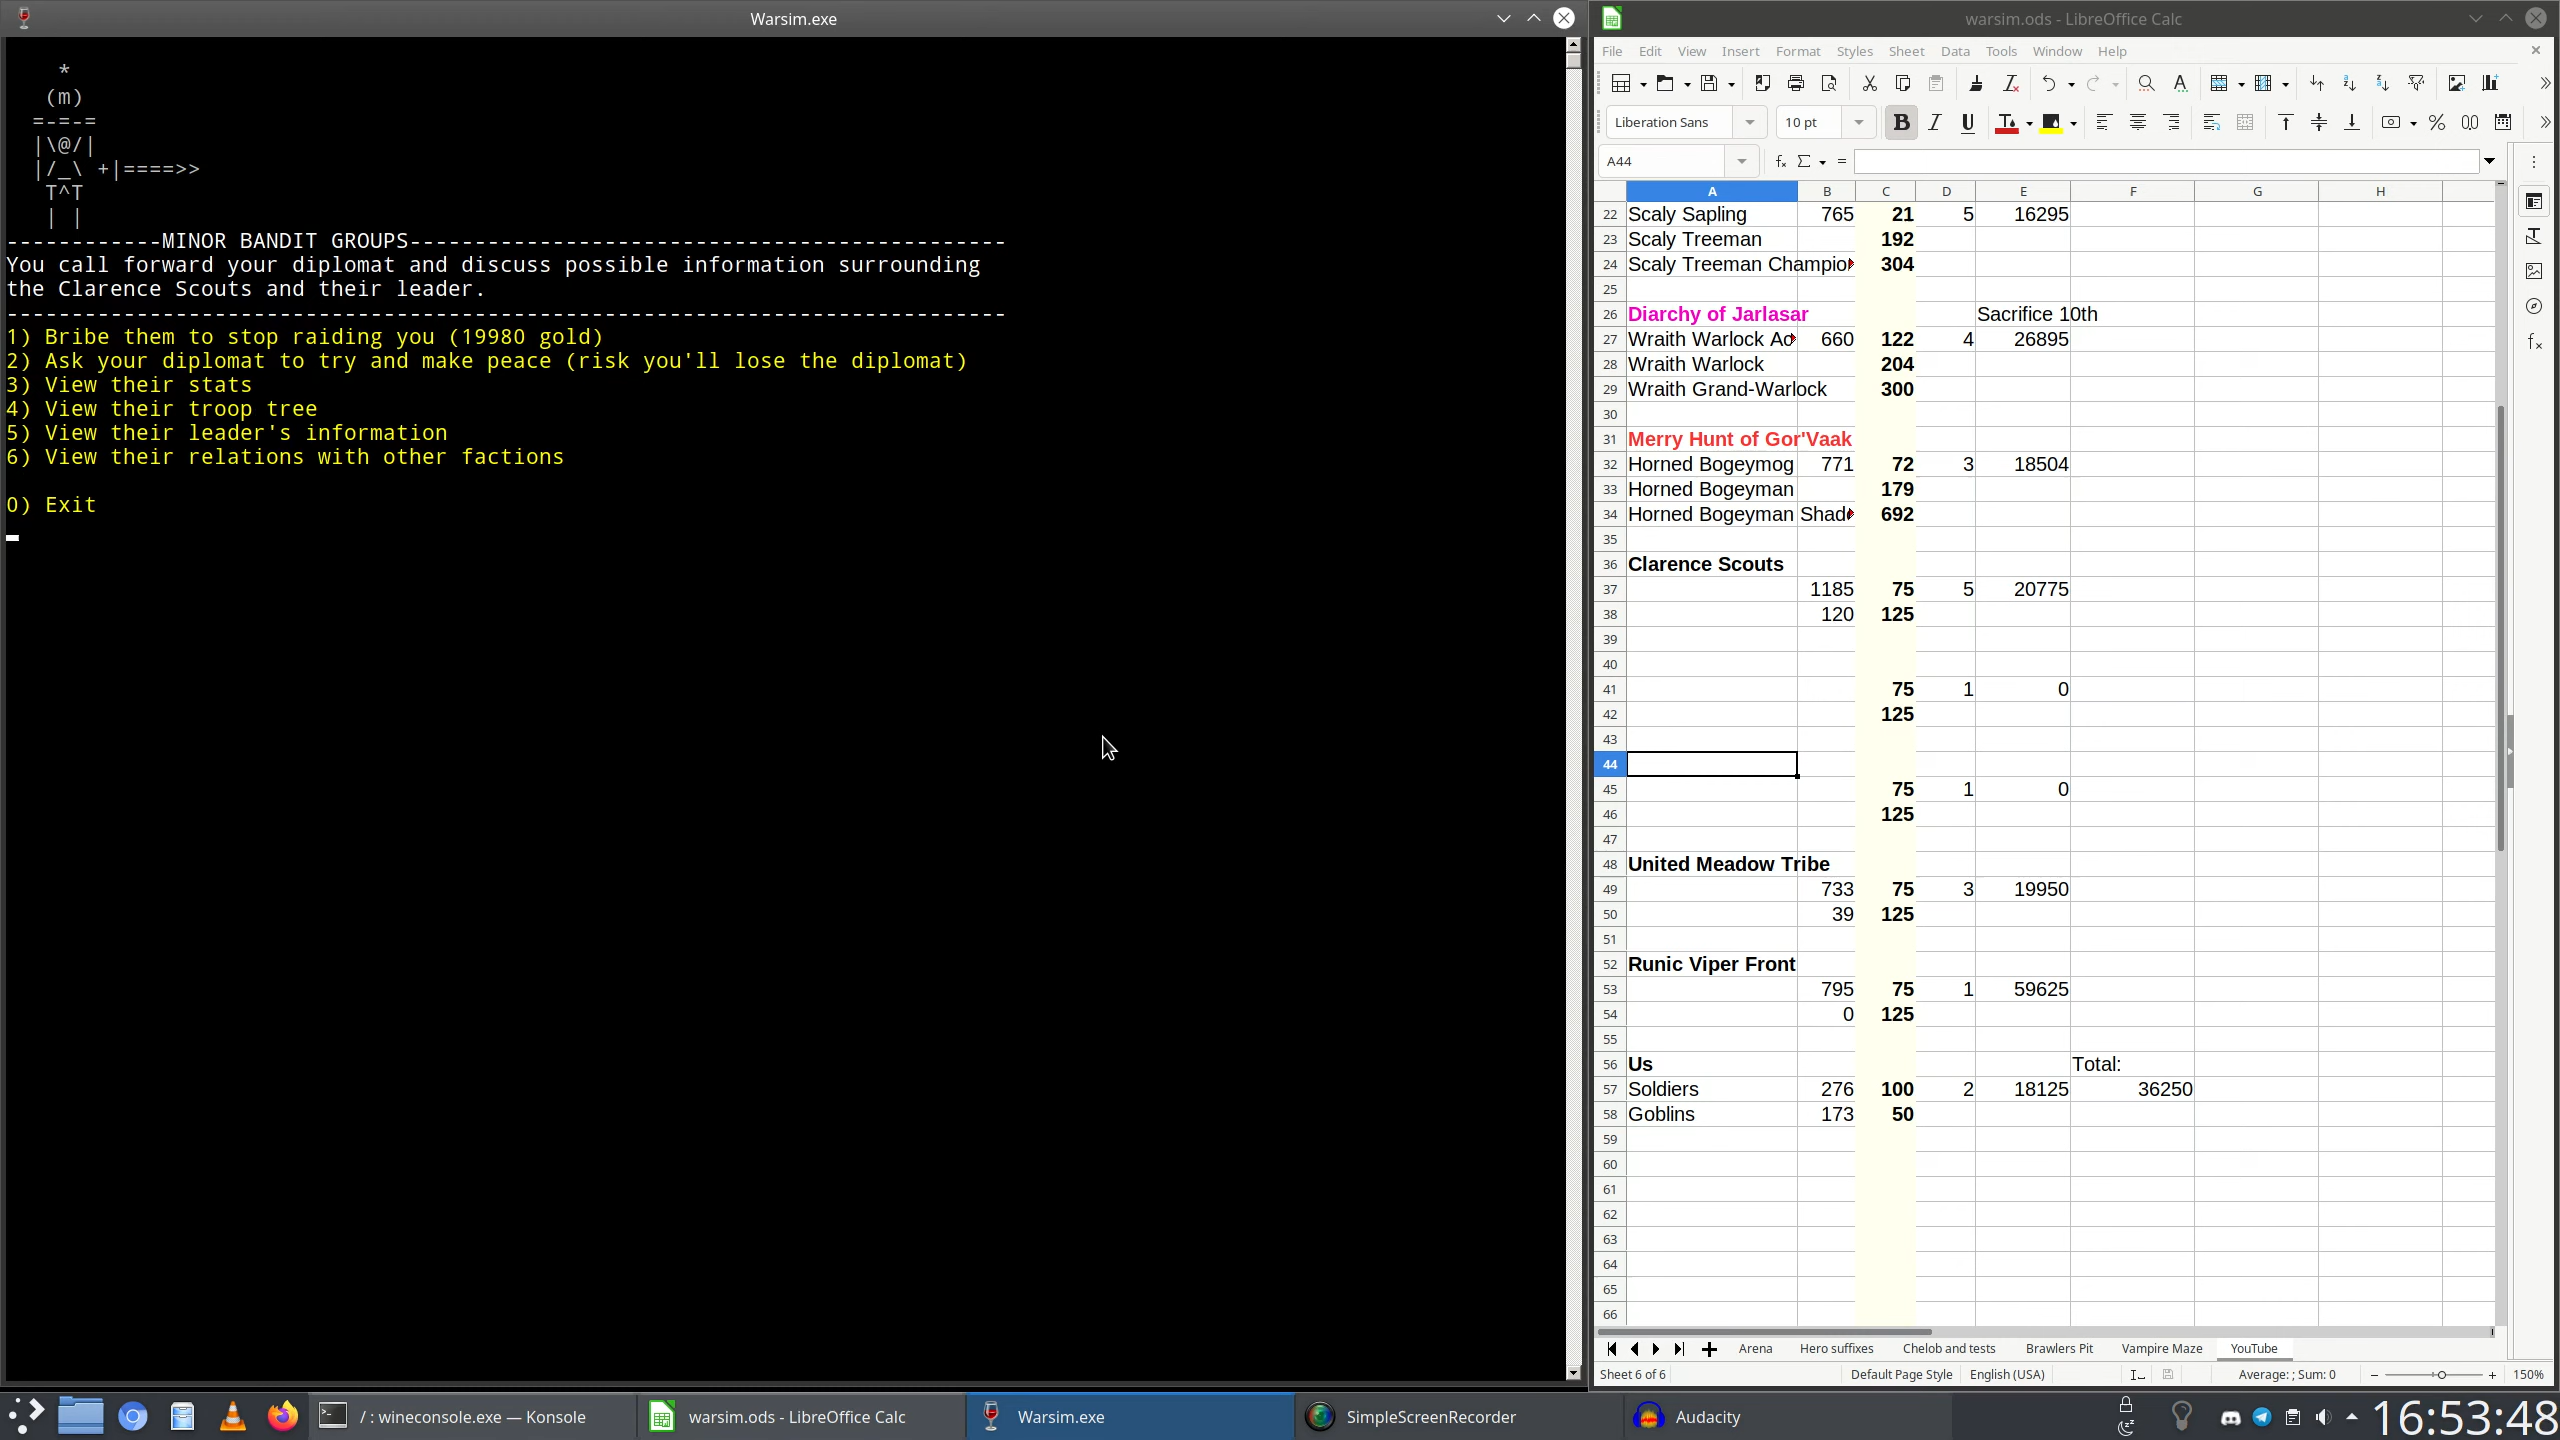 Warsim.exe
*
(m)
=-=-=
|\@/|
|/_\ +|====>>
T^T
| |
------------MINOR BANDIT GROUPS----------------------------------------------
You call forward your diplomat and discuss possible information surrounding
the Clarence Scouts and their leader.
-----------------------------------------------------------------------------
1) Bribe them to stop raiding you (19980 gold)
2) Ask your diplomat to try and make peace (risk you'll lose the diplomat)
3) View their stats
4) View their troop tree
5) View their leader's information
6) View their relations with other factions
0) Exit
warsim.ods - LibreOffice Calc
File Edit View Insert Format Styles Sheet Data Tools Window Help
Liberation Sans 10 pt
A44
A B C D E F G H
22 Scaly Sapling 765 21 5 16295
23 Scaly Treeman 192
24 Scaly Treeman Champio 304
25
26 Diarchy of Jarlasar Sacrifice 10th
27 Wraith Warlock Ac 660 122 4 26895
28 Wraith Warlock 204
29 Wraith Grand-Warlock 300
30
31 Merry Hunt of Gor'Vaak
32 Horned Bogeymog 771 72 3 18504
33 Horned Bogeyman 179
34 Horned Bogeyman Shad 692
35
36 Clarence Scouts
37 1185 75 5 20775
38 120 125
39
40
41 75 1 0
42 125
43
44
45 75 1 0
46 125
47
48 United Meadow Tribe
49 733 75 3 19950
50 39 125
51
52 Runic Viper Front
53 795 75 1 59625
54 0 125
55
56 Us Total:
57 Soldiers 276 100 2 18125 36250
58 Goblins 173 50
59
60
61
62
63
64
65
66
Arena Hero suffixes Chelob and tests Brawlers Pit Vampire Maze YouTube
Sheet 6 of 6 Default Page Style English (USA) Average: ; Sum: 0 150%
/ : wineconsole.exe — Konsole warsim.ods - LibreOffice Calc Warsim.exe SimpleScreenRecorder Audacity 16:53:48